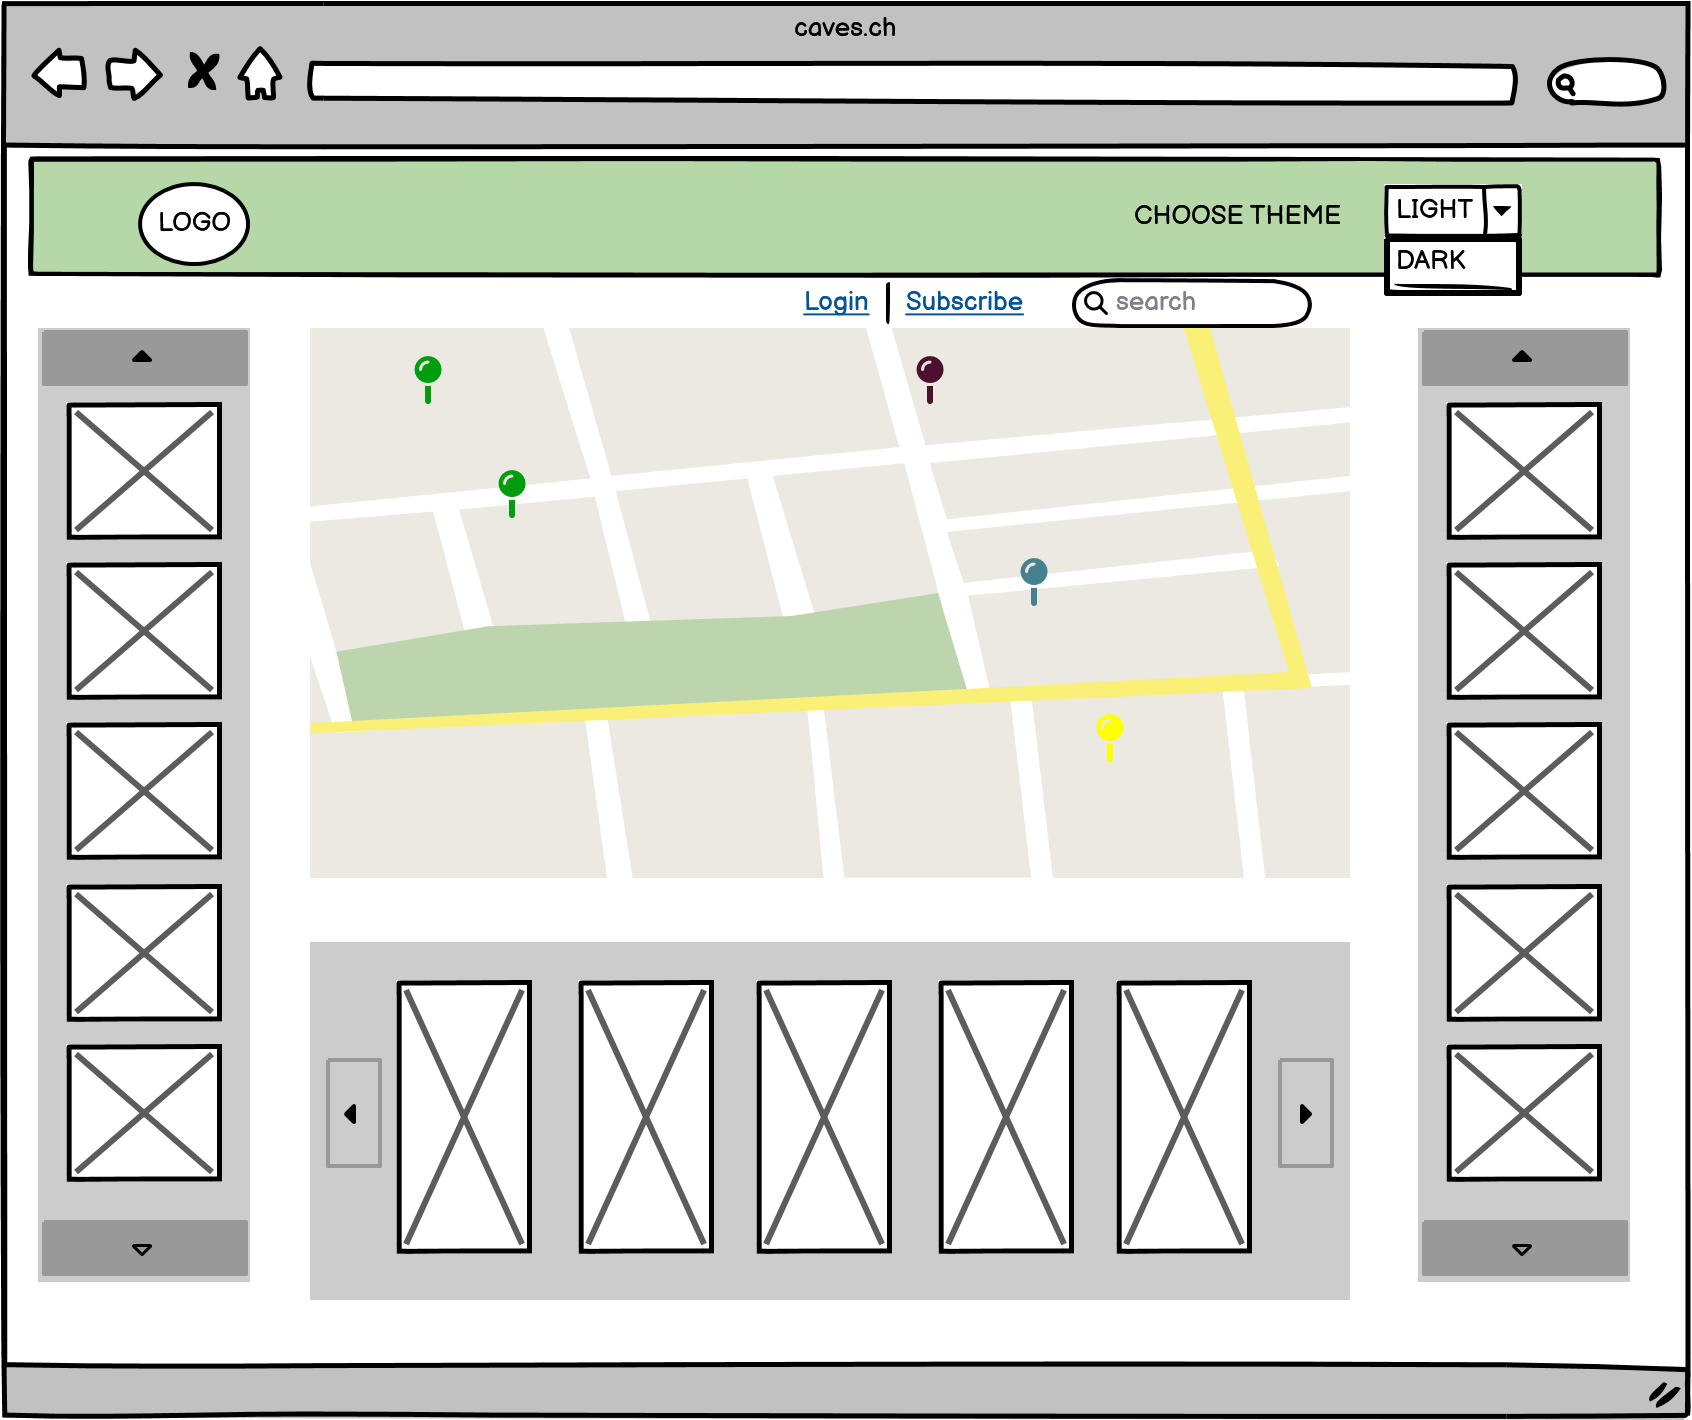 caves.ch
LOGO
CHOOSE THEME
LIGHT
DARK
Login
Subscribe
search